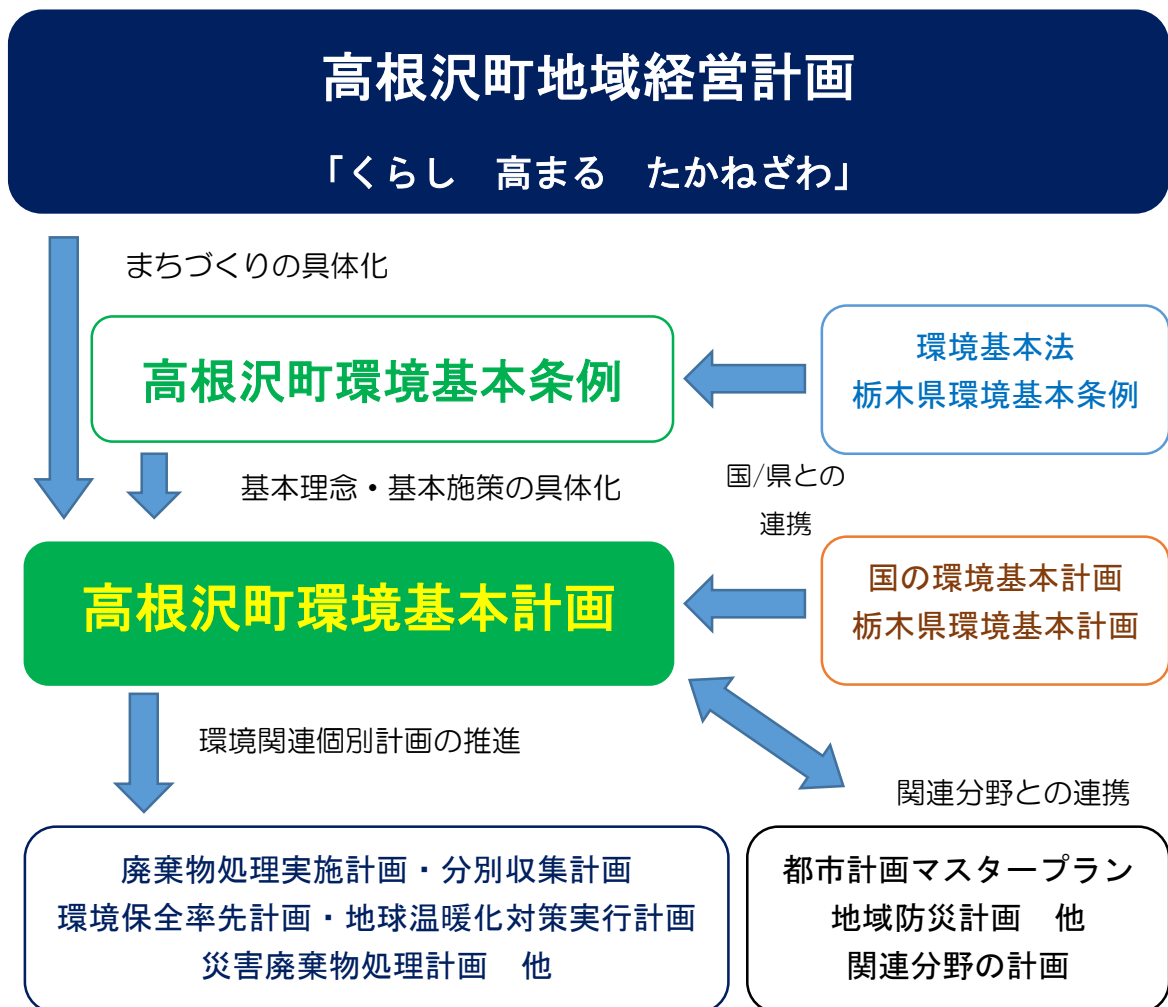 高根沢町地域経営計画
「くらし　高まる　たかねざわ」
まちづくりの具体化
高根沢町環境基本条例
環境基本法
栃木県環境基本条例
基本理念・基本施策の具体化
国/県との
連携
高根沢町環境基本計画
国の環境基本計画
栃木県環境基本計画
環境関連個別計画の推進
関連分野との連携
廃棄物処理実施計画・分別収集計画
環境保全率先計画・地球温暖化対策実行計画
災害廃棄物処理計画　他
都市計画マスタープラン
地域防災計画　他
関連分野の計画